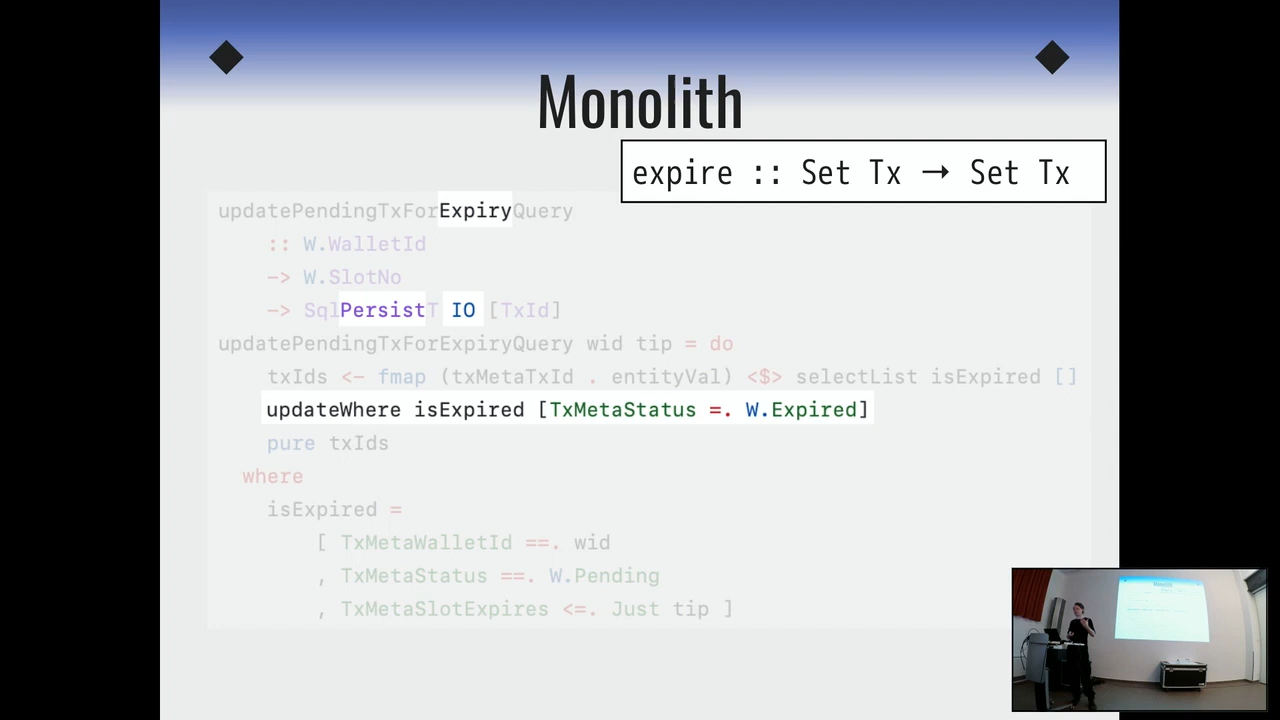 Monolith
expire :: Set Tx → Set Tx
updatePendingTxForExpiryQuery
:: W.WalletId
-> W.SlotNo
-> SqlPersistT IO [TxId]
updatePendingTxForExpiryQuery wid tip = do
txIds <- fmap (txMetaTxId . entityVal) <$> selectList isExpired []
updateWhere isExpired [TxMetaStatus =. W.Expired]
pure txIds
where
isExpired =
[ TxMetaWalletId ==. wid
, TxMetaStatus ==. W.Pending
, TxMetaSlotExpires <=. Just tip ]